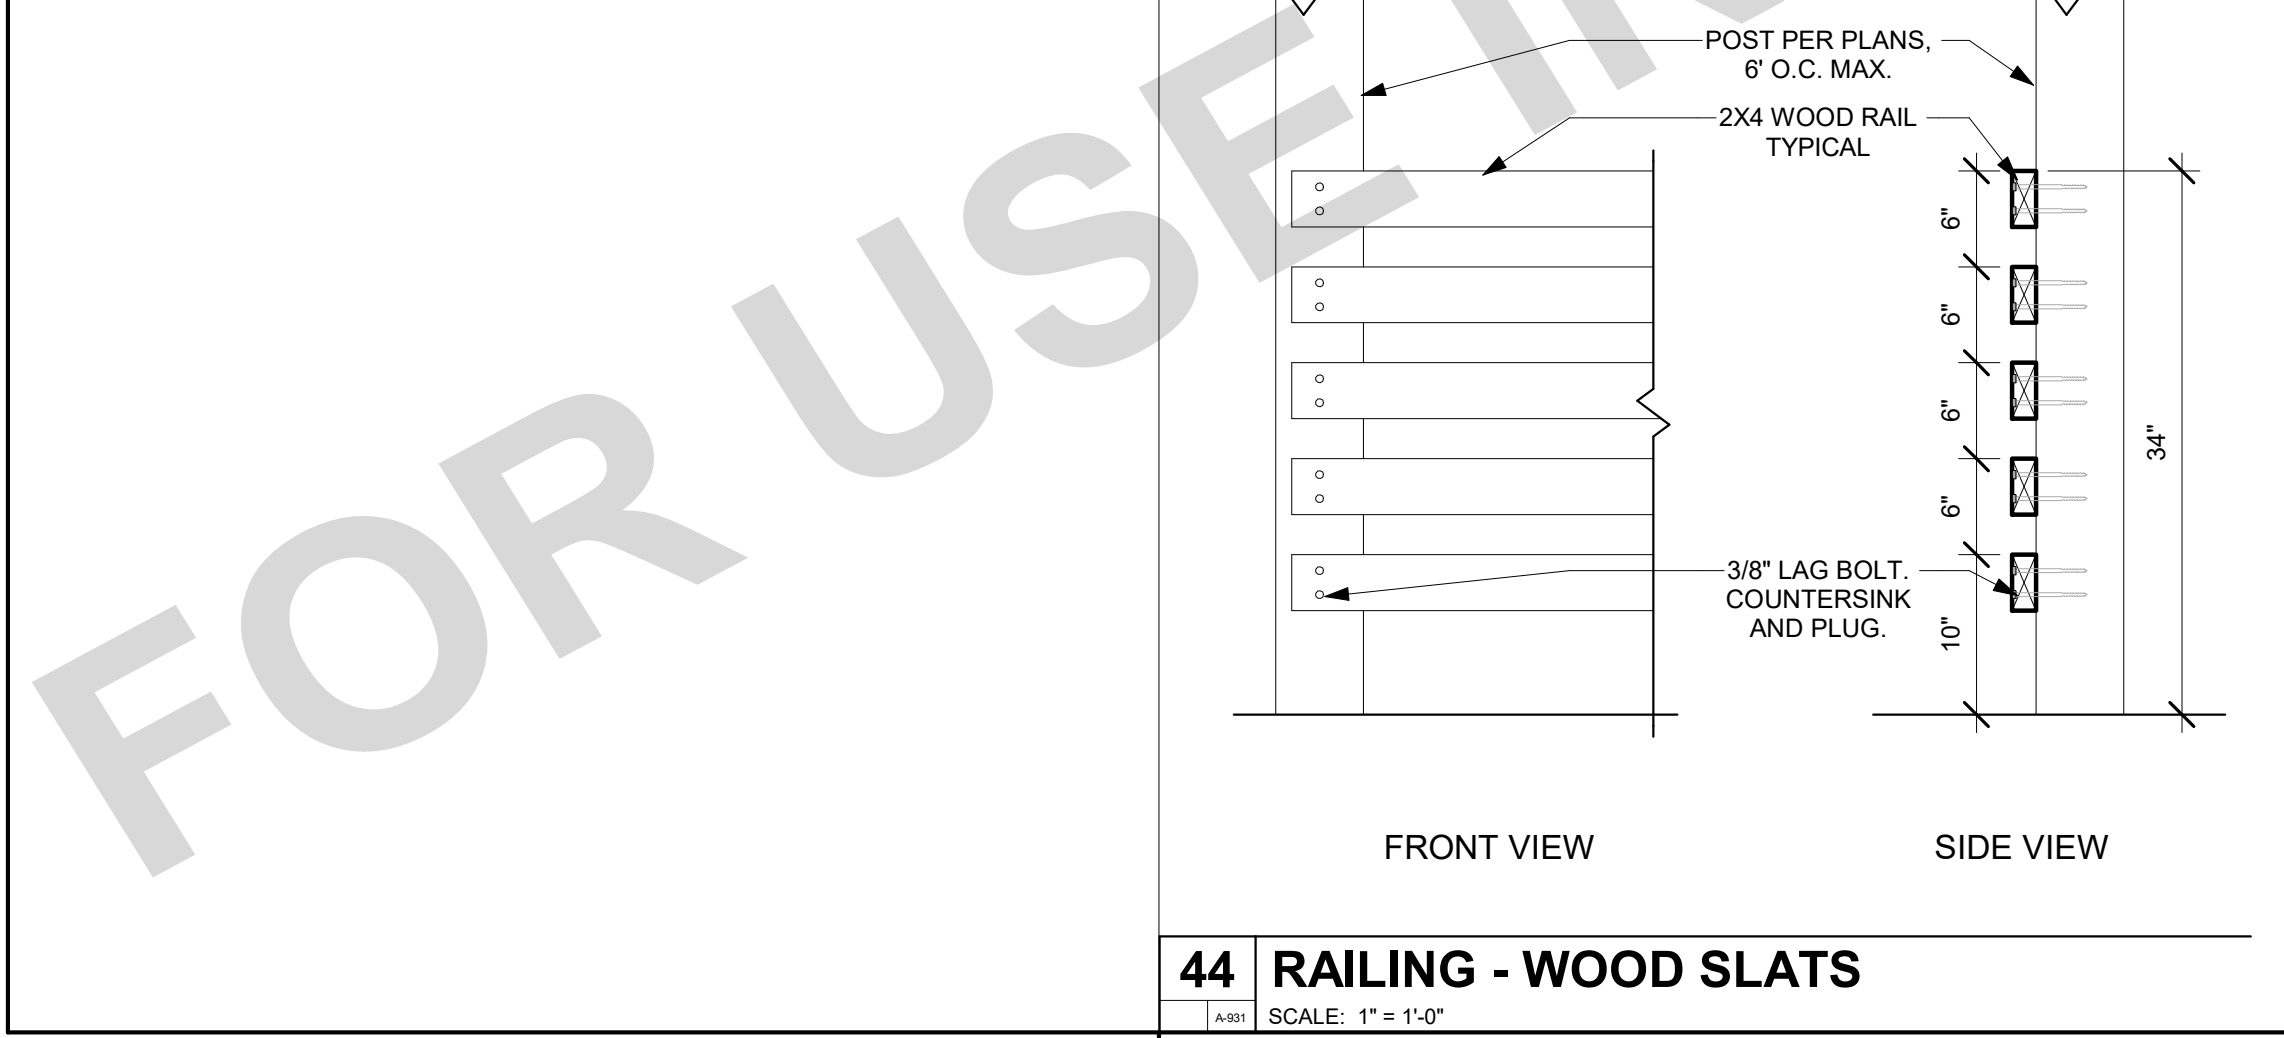 FOR USE IN
POST PER PLANS,
6' O.C. MAX.
2X4 WOOD RAIL
TYPICAL
6"
6"
6"
6"
10"
34"
3/8" LAG BOLT.
COUNTERSINK
AND PLUG.
FRONT VIEW
SIDE VIEW
44
RAILING - WOOD SLATS
A-931
SCALE: 1" = 1'-0"